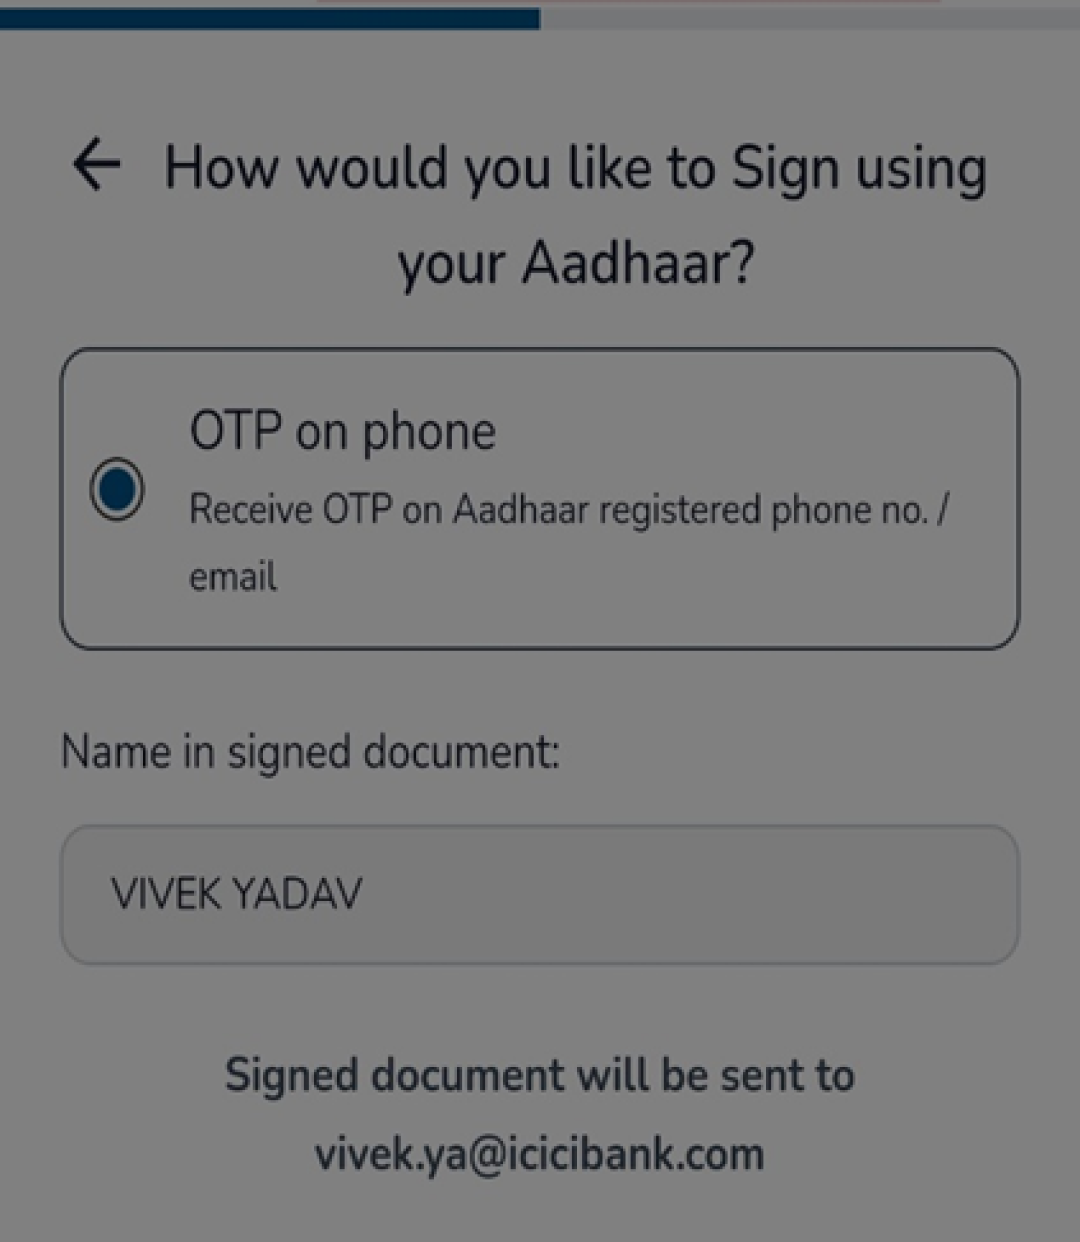 How would you like to Sign using
your Aadhaar?
OTP on phone
Receive OTP on Aadhaar registered phone no. /
email
Name in signed document:
VIVEK YADAV
Signed document will be sent to
vivek.ya@icicibank.com